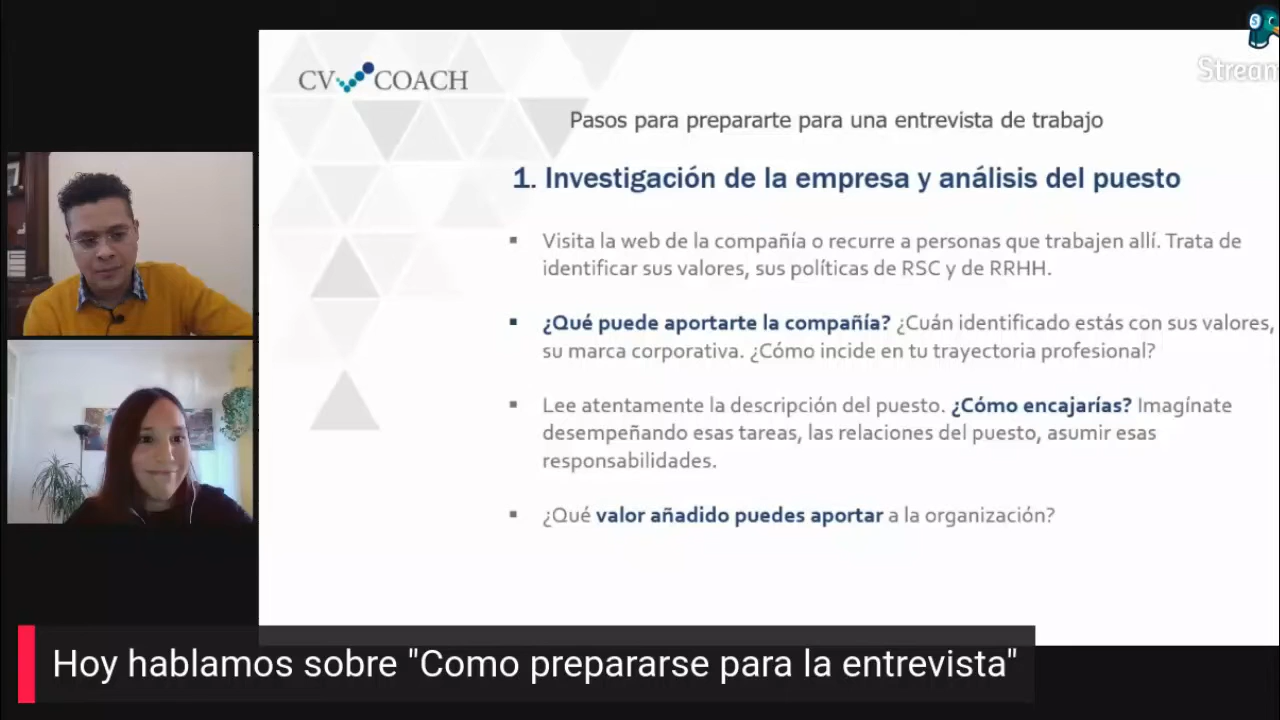 CV COACH
Stream
Pasos para prepararte para una entrevista de trabajo
1. Investigación de la empresa y análisis del puesto
▪ Visita la web de la compañía o recurre a personas que trabajen allí. Trata de
identificar sus valores, sus políticas de RSC y de RRHH.
▪ ¿Qué puede aportarte la compañía? ¿Cuán identificado estás con sus valores,
su marca corporativa. ¿Cómo incide en tu trayectoria profesional?
▪ Lee atentamente la descripción del puesto. ¿Cómo encajarías? Imagínate
desempeñando esas tareas, las relaciones del puesto, asumir esas
responsabilidades.
▪ ¿Qué valor añadido puedes aportar a la organización?
Hoy hablamos sobre "Como prepararse para la entrevista"